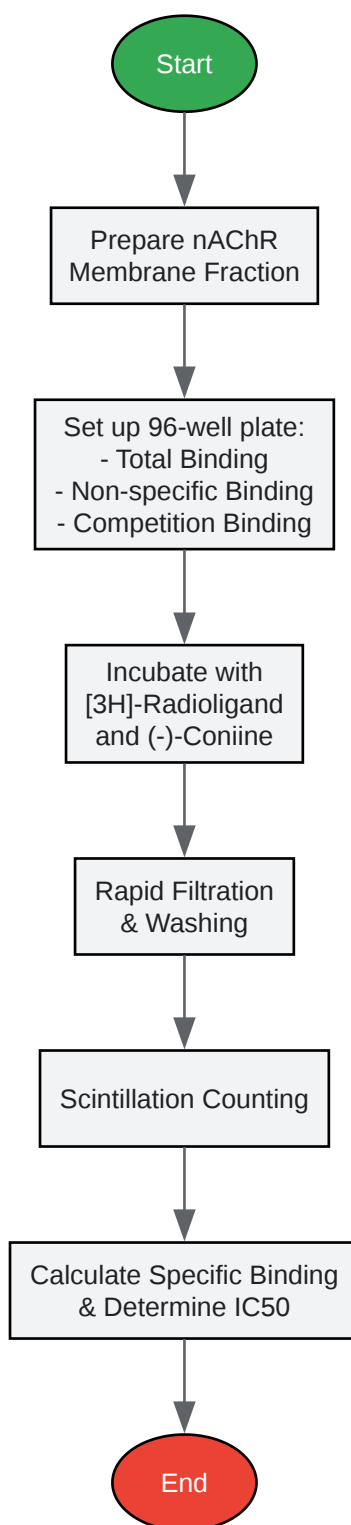 Start
Prepare nAChR
Membrane Fraction
Set up 96-well plate:
- Total Binding
- Non-specific Binding
- Competition Binding
Incubate with
[3H]-Radioligand
and (-)-Coniine
Rapid Filtration
& Washing
Scintillation Counting
Calculate Specific Binding
& Determine IC50
End